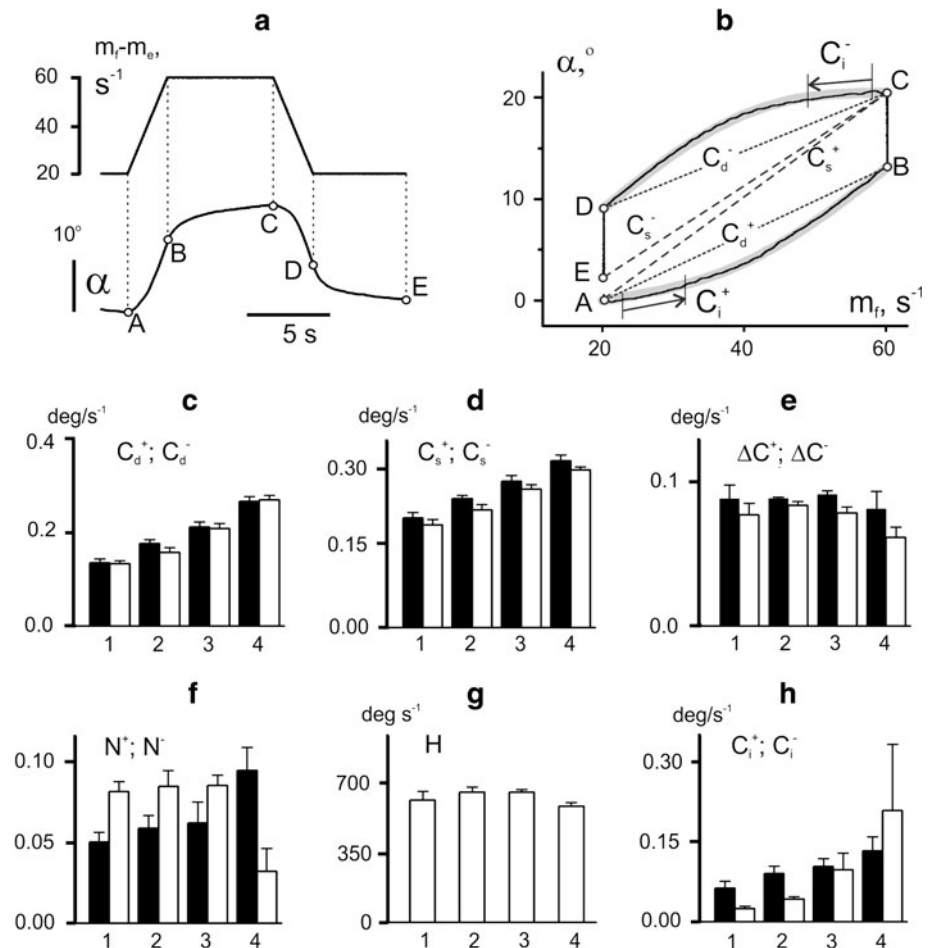 a
m_f-m_e,
s⁻¹
60
40
20
10°
α
A
B
C
D
E
5 s
b
α,°
C_i⁻
C
20
C_d⁻
C_s⁺
B
10
D
C_s⁻
C_d⁺
E
0
A
C_i⁺
m_f, s⁻¹
20
40
60
c
deg/s⁻¹
0.4
C_d⁺; C_d⁻
0.2
0.0
1 2 3 4
d
deg/s⁻¹
C_s⁺; C_s⁻
0.30
0.15
0.00
1 2 3 4
e
deg/s⁻¹
ΔC⁺; ΔC⁻
0.1
0.0
1 2 3 4
f
N⁺; N⁻
0.10
0.05
0.00
1 2 3 4
g
deg s⁻¹
H
700
350
0
1 2 3 4
h
deg/s⁻¹
C_i⁺; C_i⁻
0.30
0.15
0.00
1 2 3 4